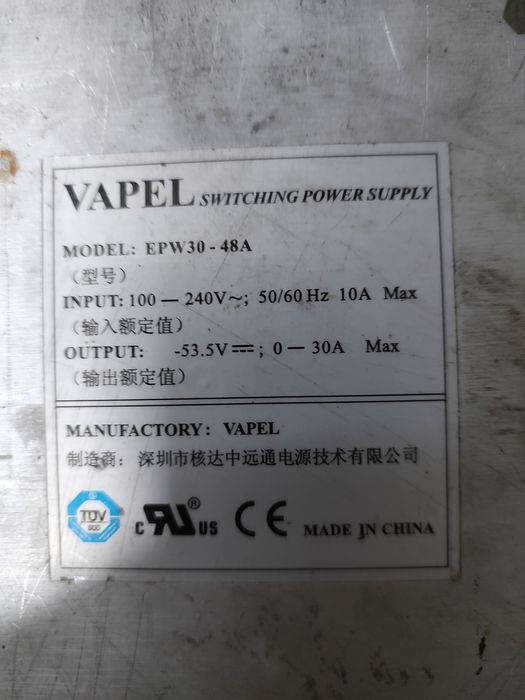 VAPEL SWITCHING POWER SUPPLY
MODEL: EPW30 - 48A
（型号）
INPUT: 100 — 240V～; 50/60 Hz 10A Max
（输入额定值）
OUTPUT: -53.5V⎓; 0 — 30A Max
（输出额定值）
MANUFACTORY: VAPEL
制造商：深圳市核达中远通电源技术有限公司
TÜV
c RU ® US CE MADE IN CHINA